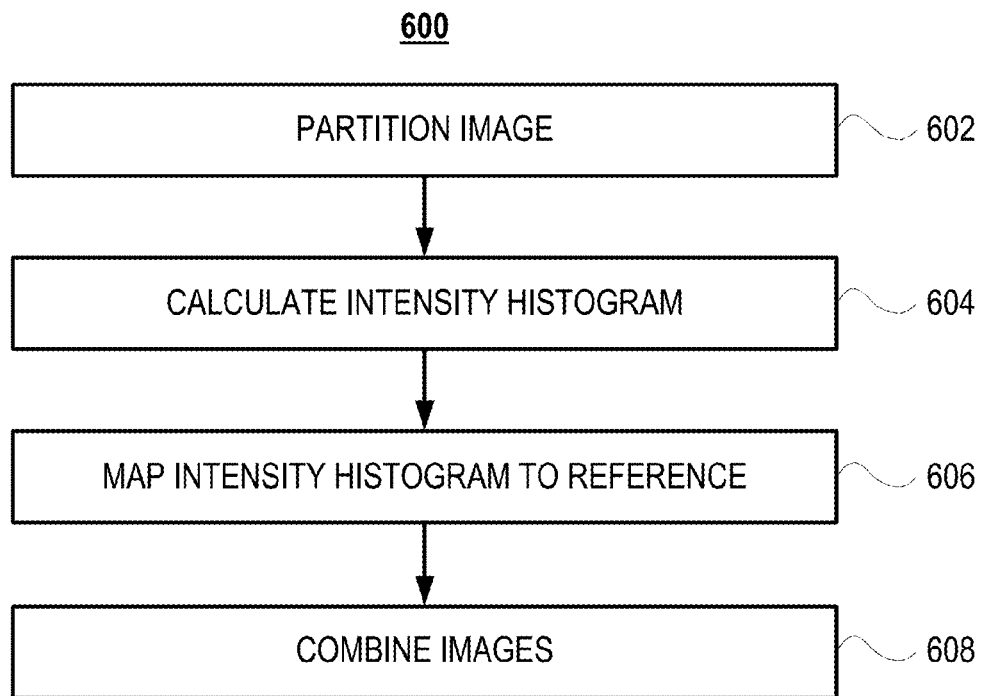 600
PARTITION IMAGE
602
CALCULATE INTENSITY HISTOGRAM
604
MAP INTENSITY HISTOGRAM TO REFERENCE
606
COMBINE IMAGES
608